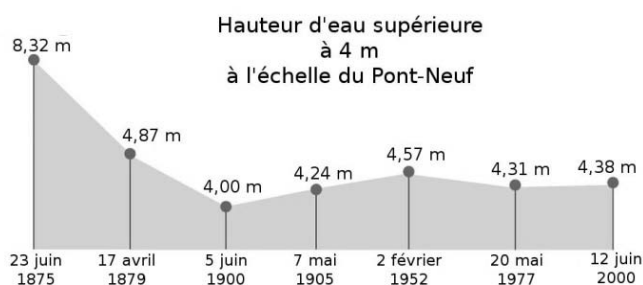 Hauteur d'eau supérieure
à 4 m
à l'échelle du Pont-Neuf
8,32 m
4,87 m
4,00 m
4,24 m
4,57 m
4,31 m
4,38 m
23 juin
1875
17 avril
1879
5 juin
1900
7 mai
1905
2 février
1952
20 mai
1977
12 juin
2000